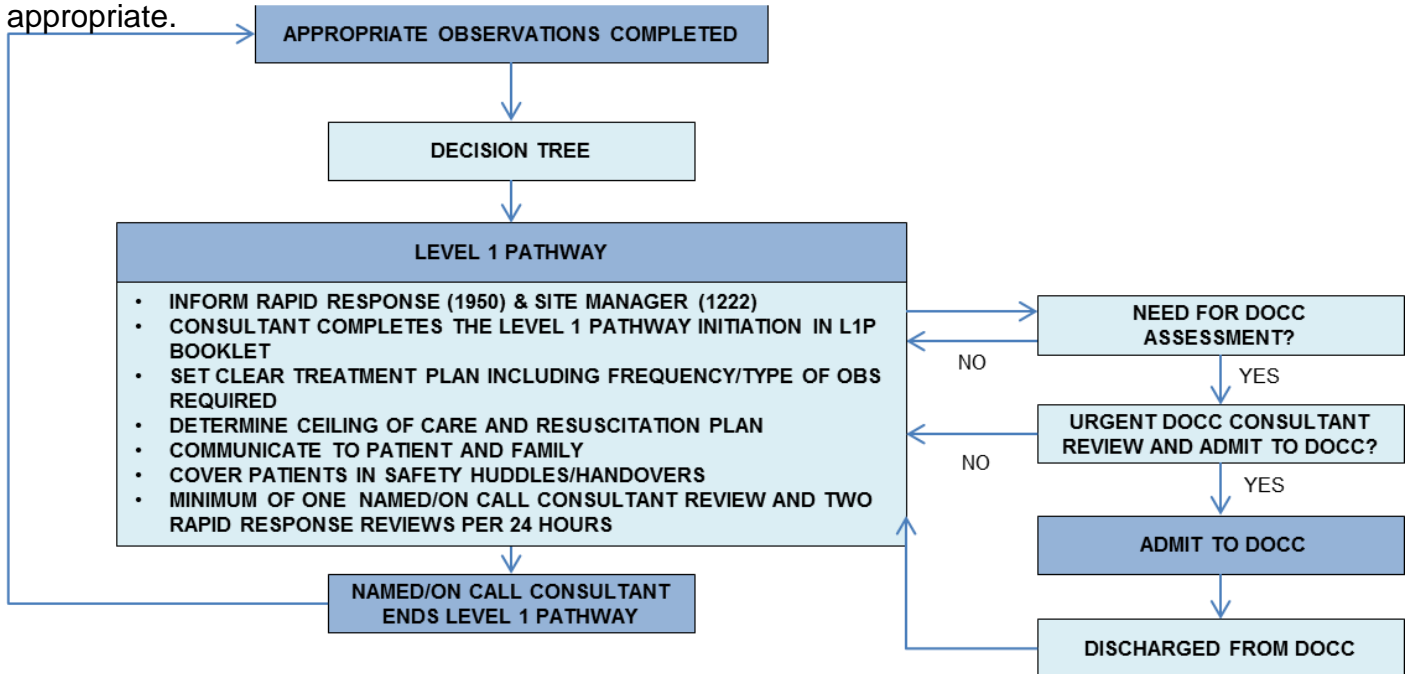 appropriate.
APPROPRIATE OBSERVATIONS COMPLETED
DECISION TREE
LEVEL 1 PATHWAY
• INFORM RAPID RESPONSE (1950) & SITE MANAGER (1222)
• CONSULTANT COMPLETES THE LEVEL 1 PATHWAY INITIATION IN L1P
BOOKLET
• SET CLEAR TREATMENT PLAN INCLUDING FREQUENCY/TYPE OF OBS
REQUIRED
• DETERMINE CEILING OF CARE AND RESUSCITATION PLAN
• COMMUNICATE TO PATIENT AND FAMILY
• COVER PATIENTS IN SAFETY HUDDLES/HANDOVERS
• MINIMUM OF ONE NAMED/ON CALL CONSULTANT REVIEW AND TWO
RAPID RESPONSE REVIEWS PER 24 HOURS
NAMED/ON CALL CONSULTANT
ENDS LEVEL 1 PATHWAY
NEED FOR DOCC
ASSESSMENT?
NO
YES
URGENT DOCC CONSULTANT
REVIEW AND ADMIT TO DOCC?
NO
YES
ADMIT TO DOCC
DISCHARGED FROM DOCC